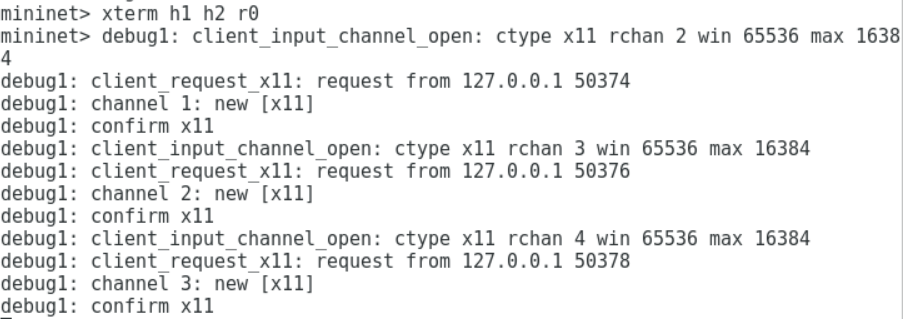 mininet> xterm h1 h2 r0
mininet> debug1: client_input_channel_open: ctype x11 rchan 2 win 65536 max 1638
4
debug1: client_request_x11: request from 127.0.0.1 50374
debug1: channel 1: new [x11]
debug1: confirm x11
debug1: client_input_channel_open: ctype x11 rchan 3 win 65536 max 16384
debug1: client_request_x11: request from 127.0.0.1 50376
debug1: channel 2: new [x11]
debug1: confirm x11
debug1: client_input_channel_open: ctype x11 rchan 4 win 65536 max 16384
debug1: client_request_x11: request from 127.0.0.1 50378
debug1: channel 3: new [x11]
debug1: confirm x11